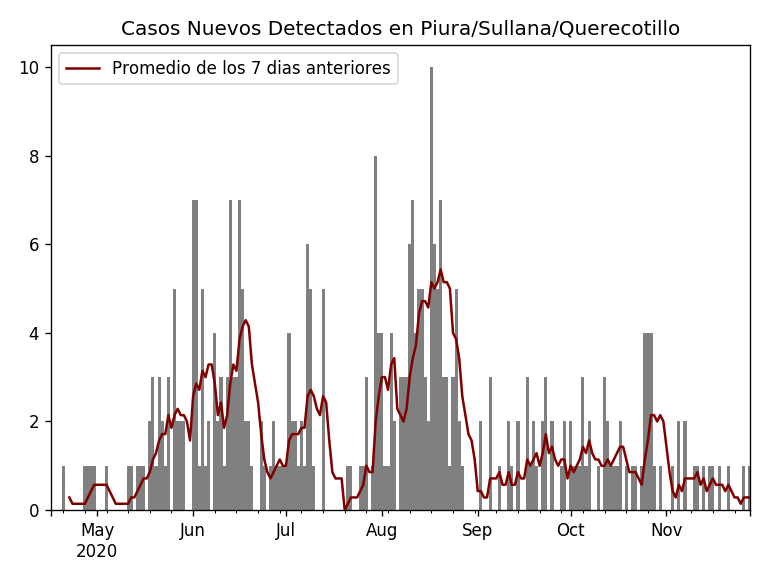 Casos Nuevos Detectados en Piura/Sullana/Querecotillo
Promedio de los 7 dias anteriores
10
8
6
4
2
0
May Jun Jul Aug Sep Oct Nov
2020